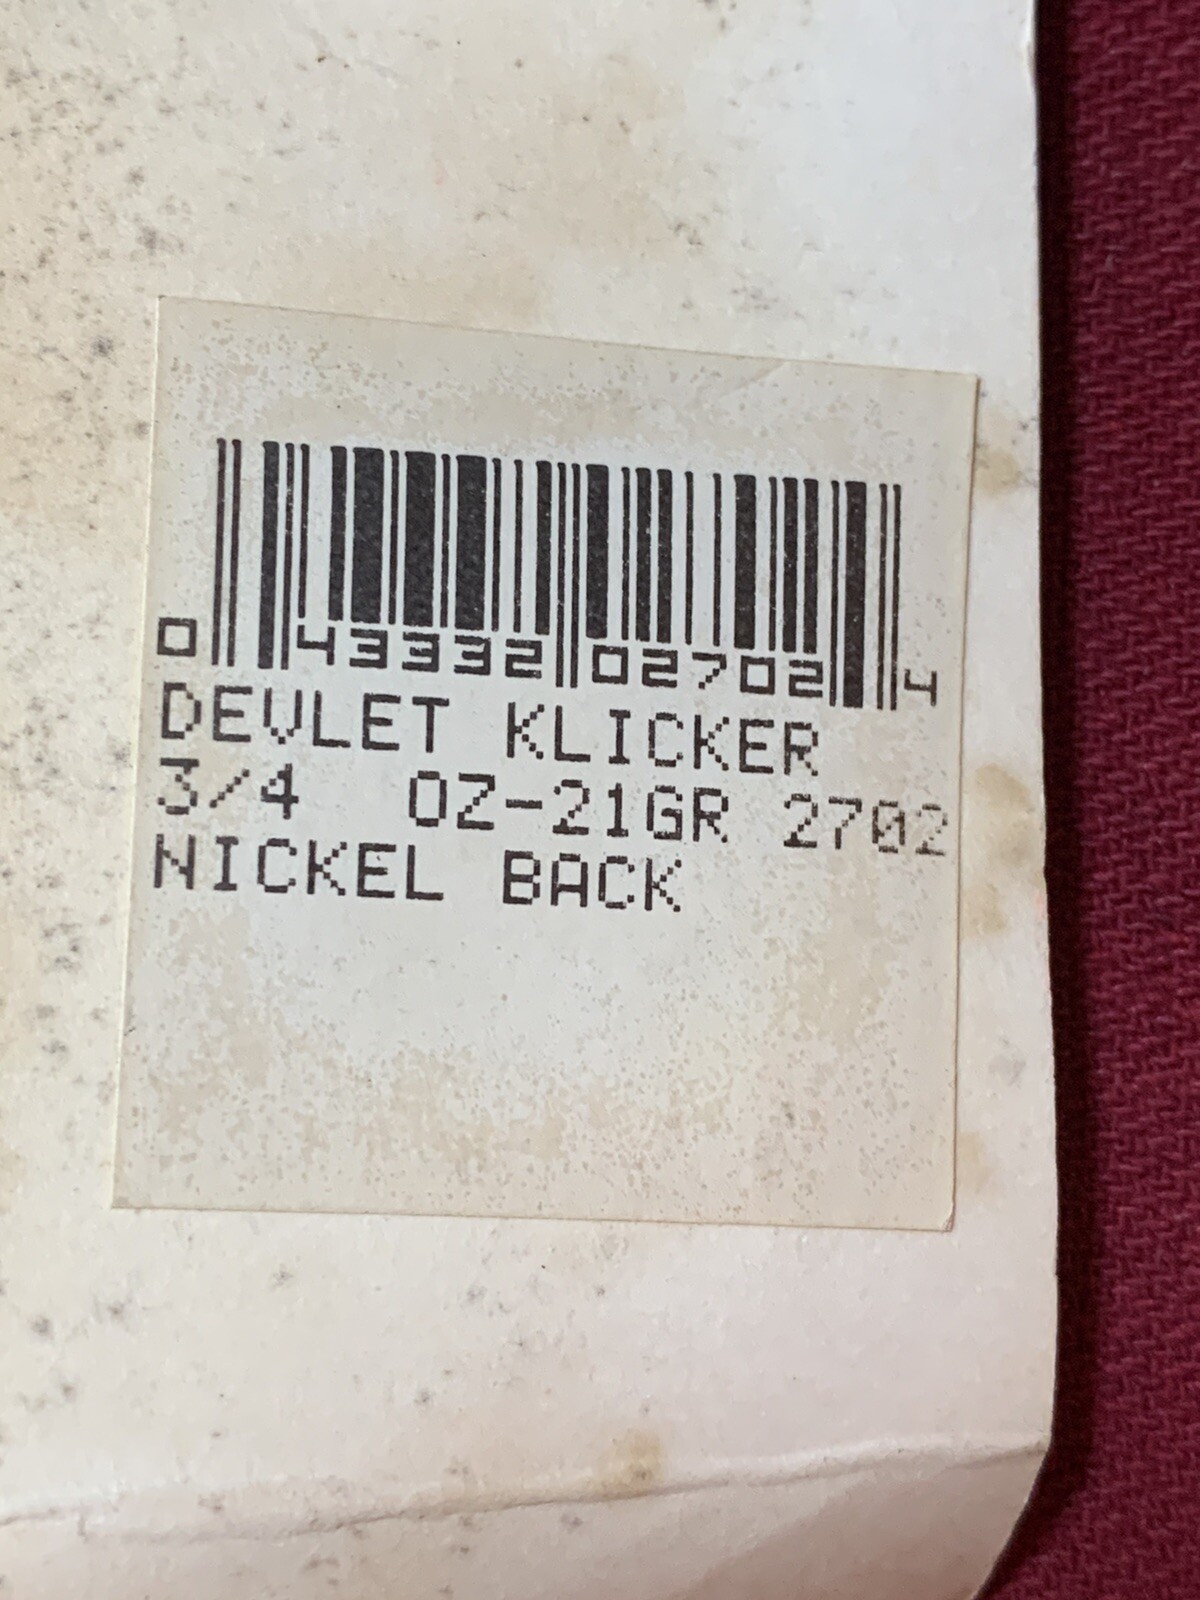 0 43332 02702 4
DEVLET KLICKER
3/4 OZ-21GR 2702
NICKEL BACK